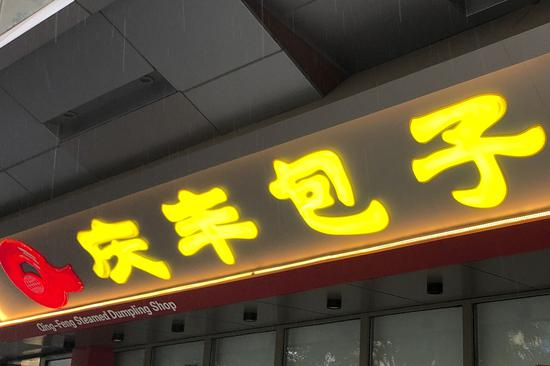 庆丰包子
Qing-Feng Steamed Dumpling Shop